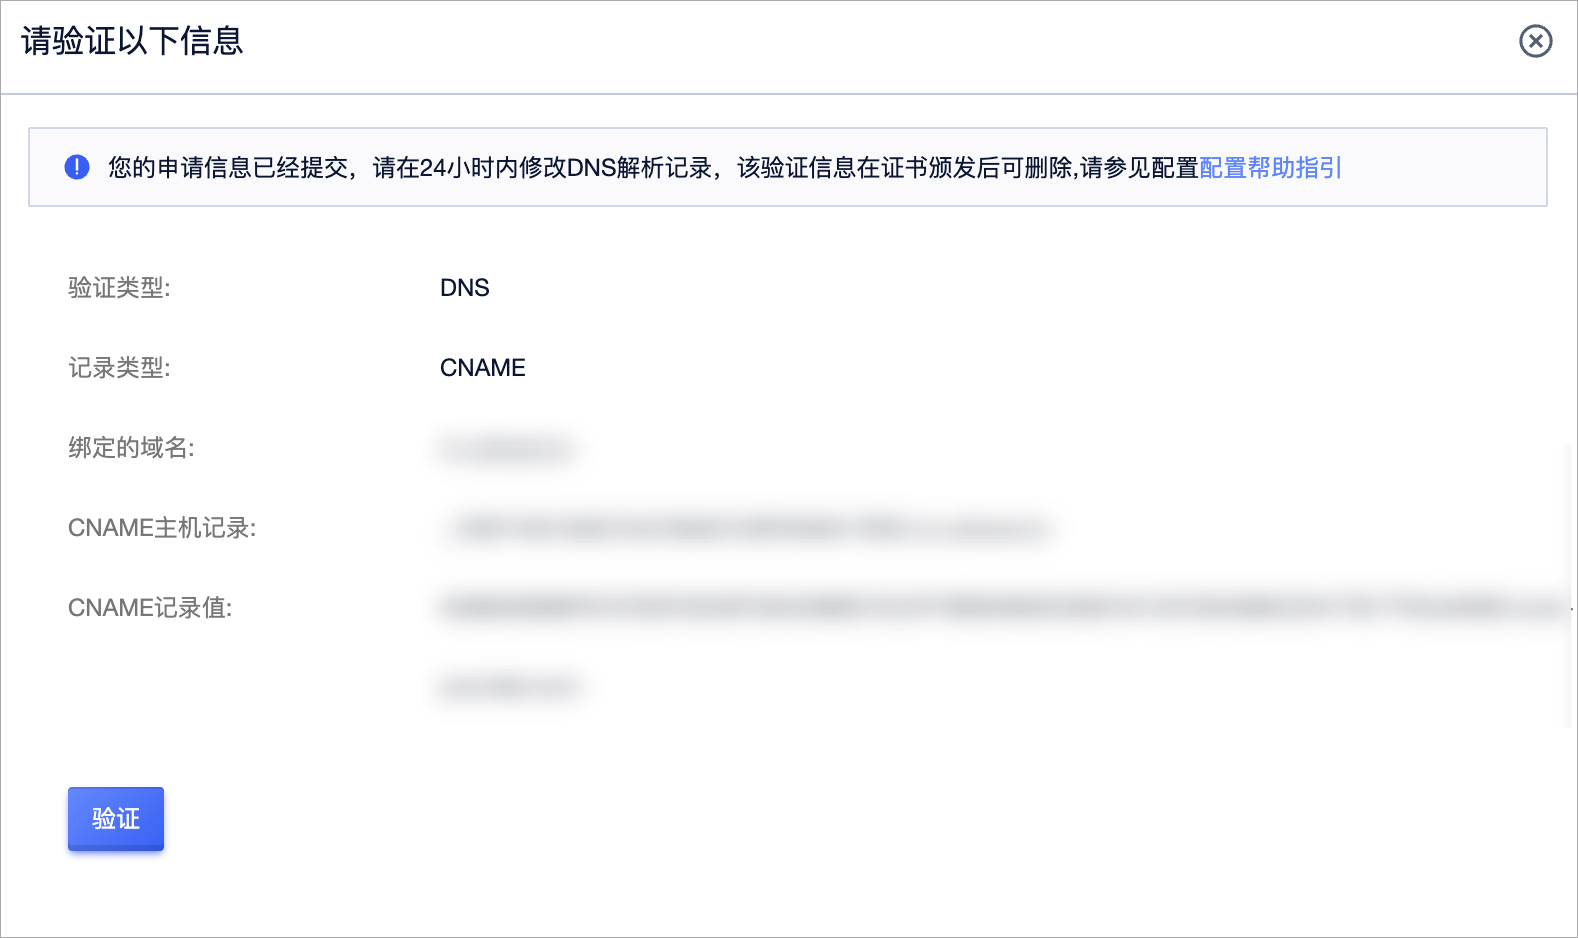 请验证以下信息
您的申请信息已经提交，请在24小时内修改DNS解析记录，该验证信息在证书颁发后可删除,请参见配置配置帮助指引
验证类型:
DNS
记录类型:
CNAME
绑定的域名:
CNAME主机记录:
CNAME记录值:
验证